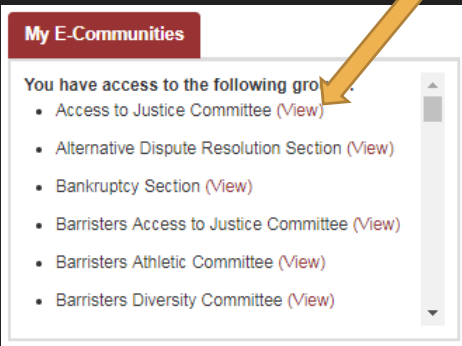 My E-Communities
You have access to the following
Access to Justice Committee (View)
Alternative Dispute Resolution Section (View)
Bankruptcy Section (View)
Barristers Access to Justice Committee (View)
Barristers Athletic Committee (View)
Barristers Diversity Committee (View)